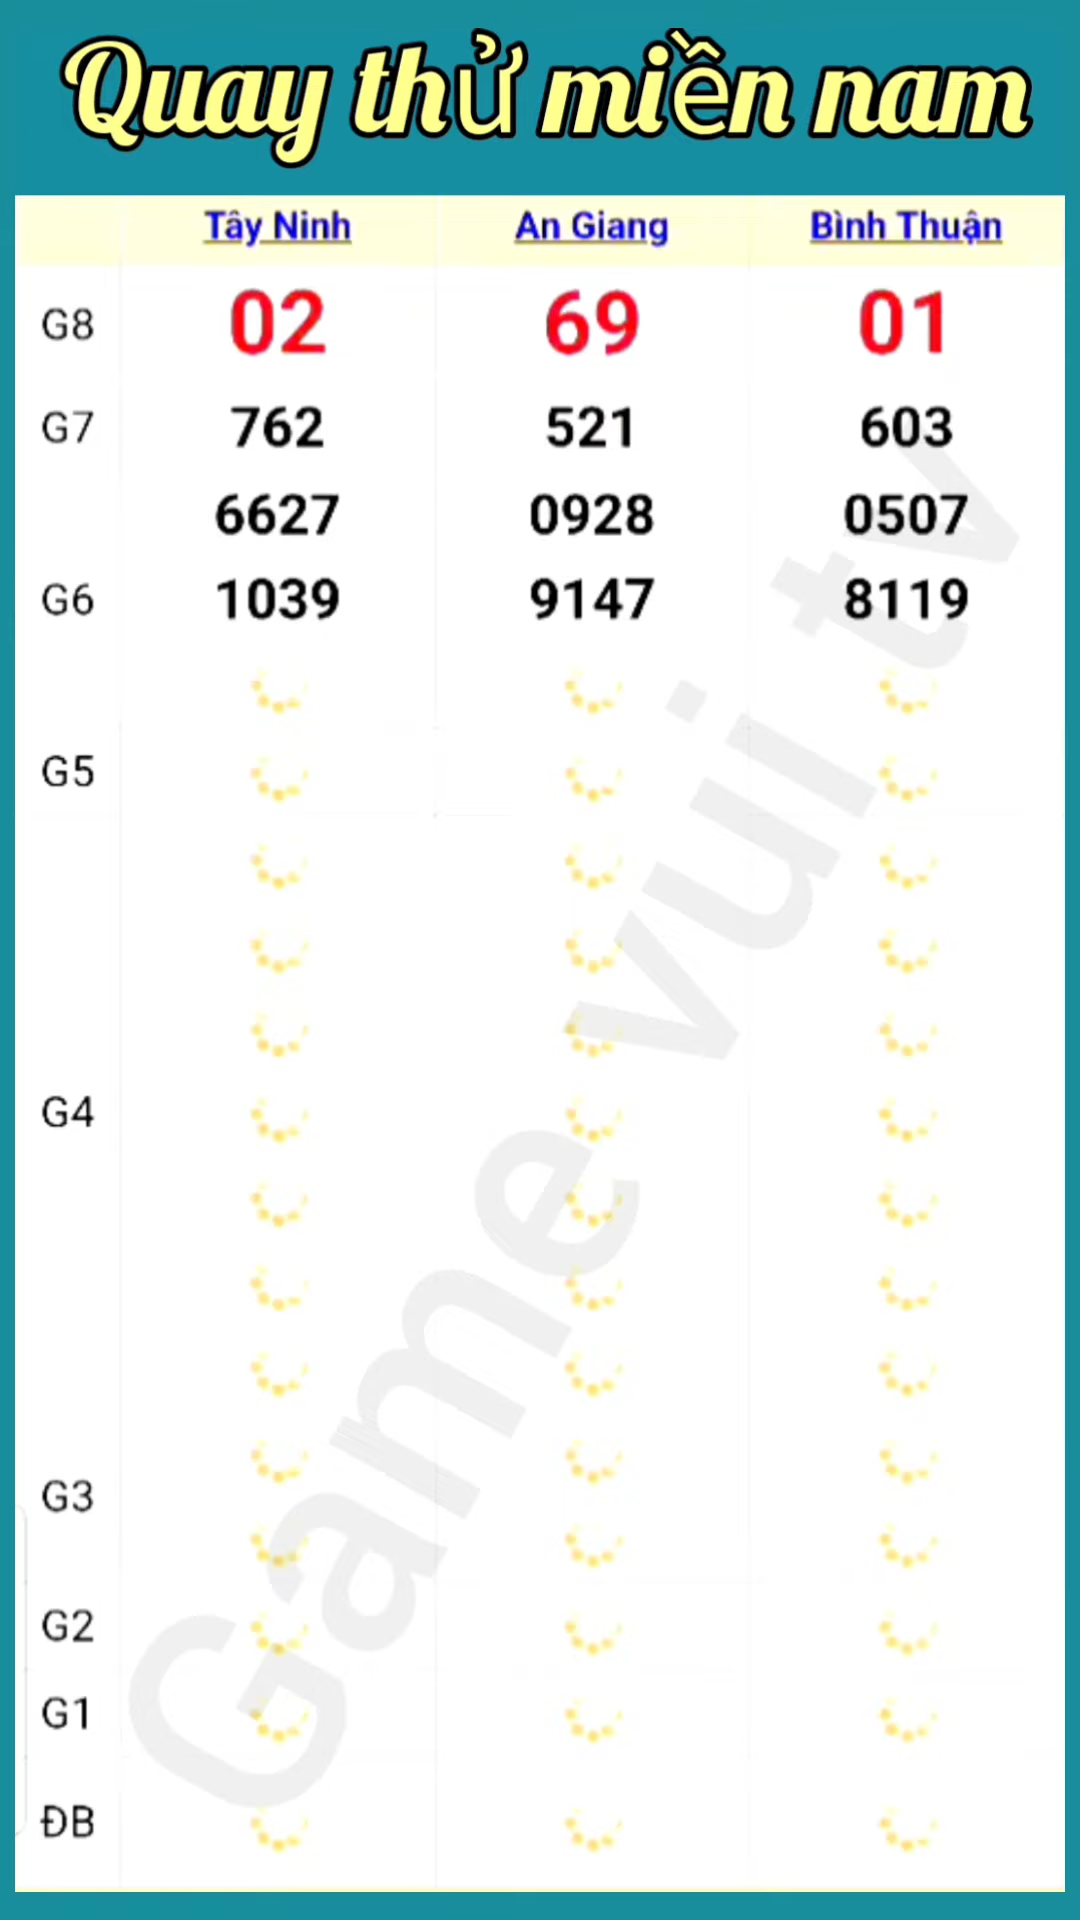 Quay thử miền nam
Tây Ninh An Giang Bình Thuận
G8 02 69 01
G7 762 521 603
6627 0928 0507
G6 1039 9147 8119
G5
G4
G3
G2
G1
ĐB
Game vui tv